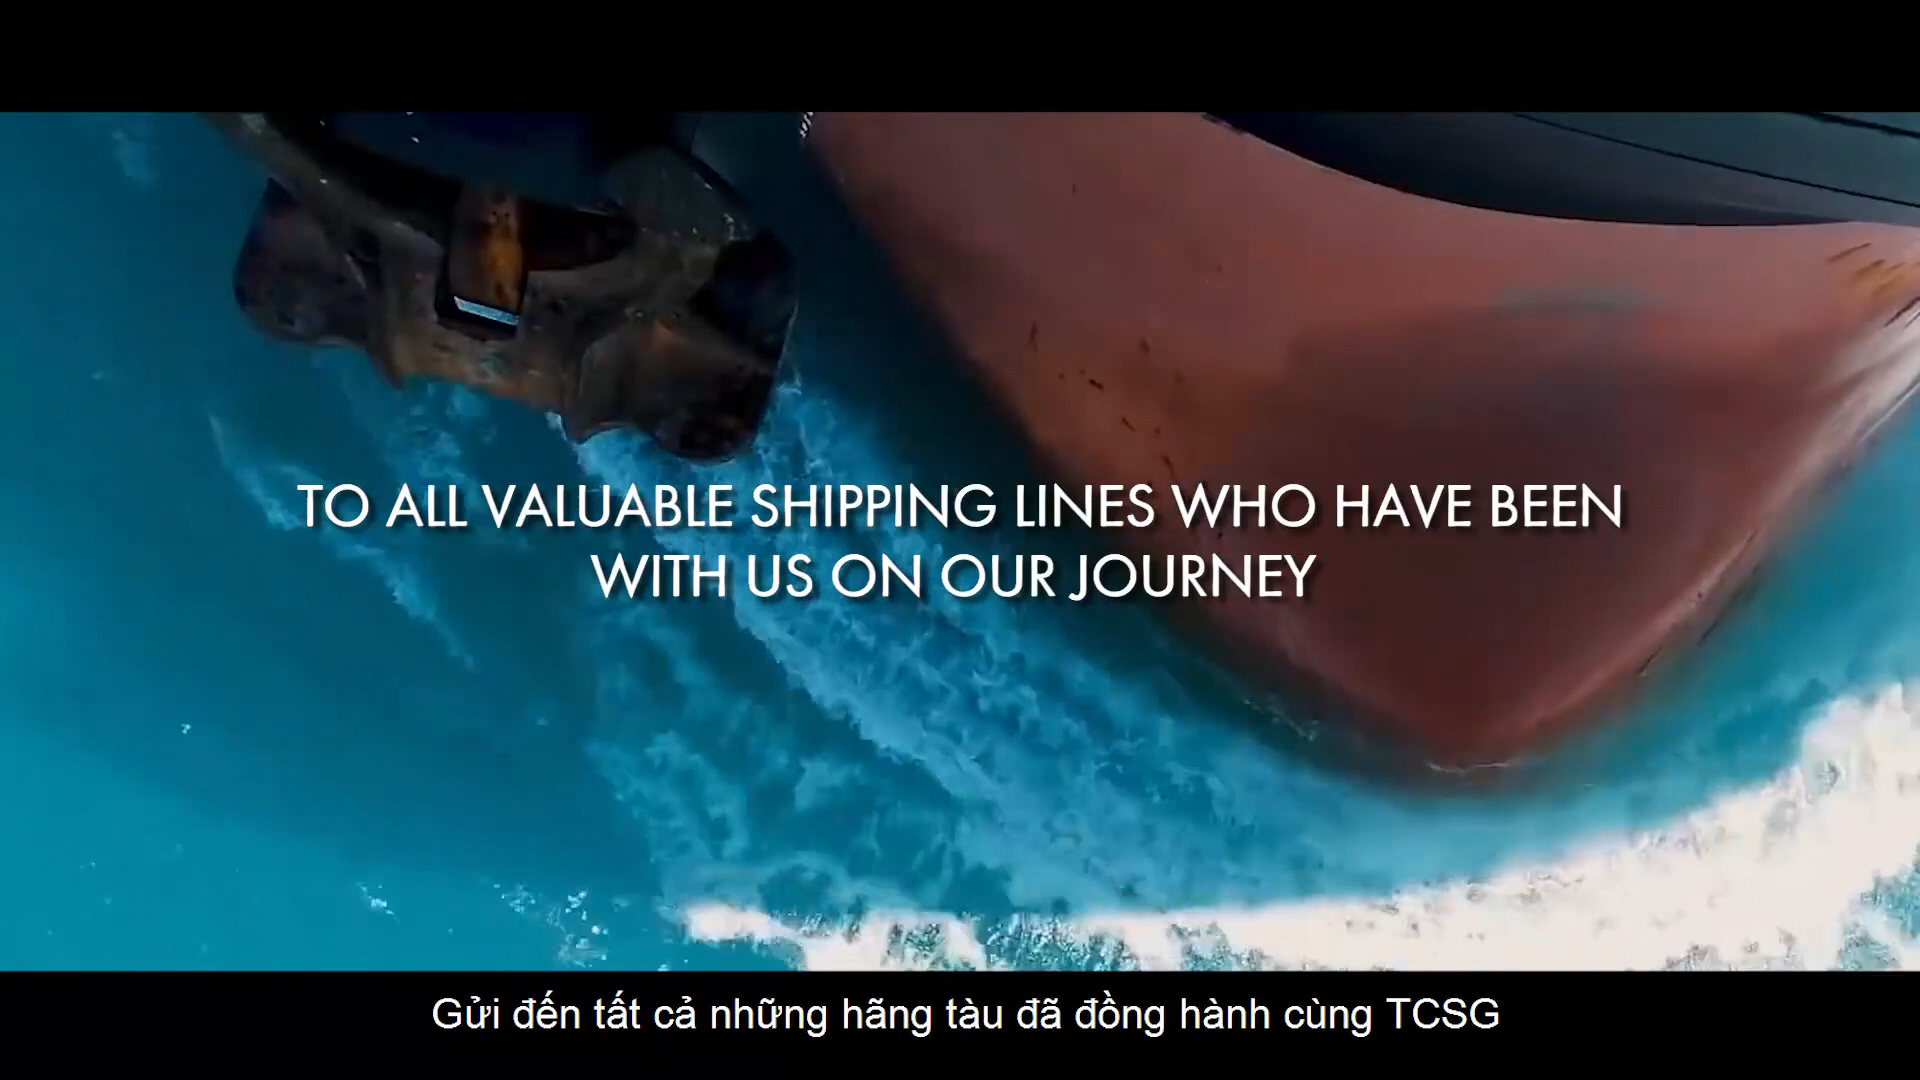 TO ALL VALUABLE SHIPPING LINES WHO HAVE BEEN
WITH US ON OUR JOURNEY
Gửi đến tất cả những hãng tàu đã đồng hành cùng TCSG